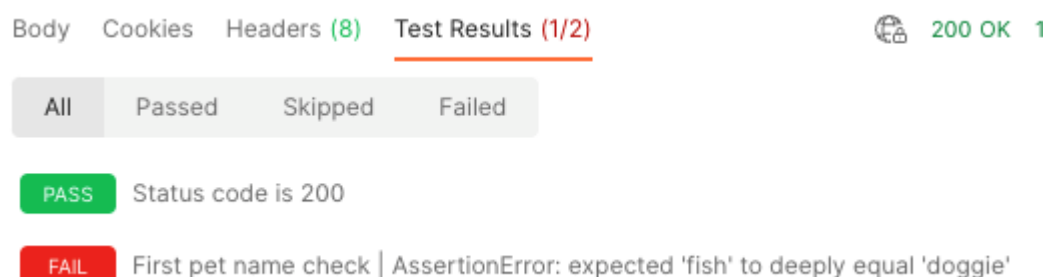 Body Cookies Headers (8) Test Results (1/2) 200 OK 1
All Passed Skipped Failed
PASS Status code is 200
FAIL First pet name check | AssertionError: expected 'fish' to deeply equal 'doggie'